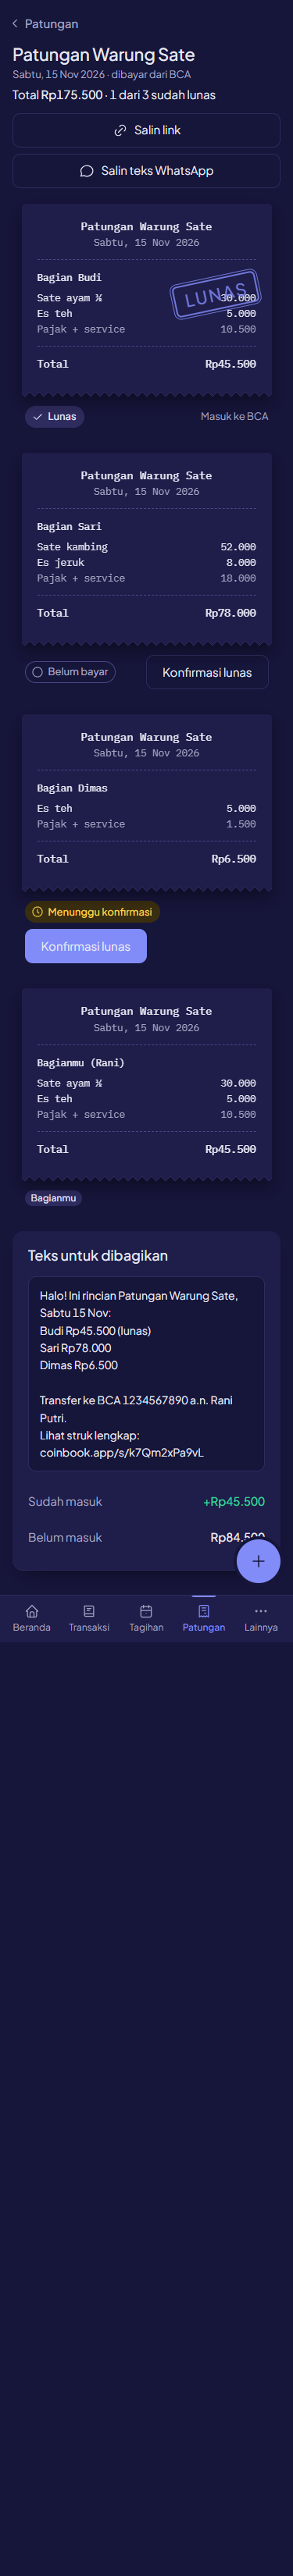 Patungan
Patungan Warung Sate
Sabtu, 15 Nov 2026 · dibayar dari BCA
Total Rp175.500 · 1 dari 3 sudah lunas
Salin link
Salin teks WhatsApp
Patungan Warung Sate
Sabtu, 15 Nov 2026
Bagian Budi
Sate ayam ½ 30.000
LUNAS
Es teh 5.000
Pajak + service 10.500
Total Rp45.500
Lunas Masuk ke BCA
Patungan Warung Sate
Sabtu, 15 Nov 2026
Bagian Sari
Sate kambing 52.000
Es jeruk 8.000
Pajak + service 18.000
Total Rp78.000
Belum bayar Konfirmasi lunas
Patungan Warung Sate
Sabtu, 15 Nov 2026
Bagian Dimas
Es teh 5.000
Pajak + service 1.500
Total Rp6.500
Menunggu konfirmasi
Konfirmasi lunas
Patungan Warung Sate
Sabtu, 15 Nov 2026
Bagianmu (Rani)
Sate ayam ½ 30.000
Es teh 5.000
Pajak + service 10.500
Total Rp45.500
Bagianmu
Teks untuk dibagikan
Halo! Ini rincian Patungan Warung Sate,
Sabtu 15 Nov:
Budi Rp45.500 (lunas)
Sari Rp78.000
Dimas Rp6.500
Transfer ke BCA 1234567890 a.n. Rani
Putri.
Lihat struk lengkap:
coinbook.app/s/k7Qm2xPa9vL
Sudah masuk +Rp45.500
Belum masuk Rp84.500
Beranda Transaksi Tagihan Patungan Lainnya